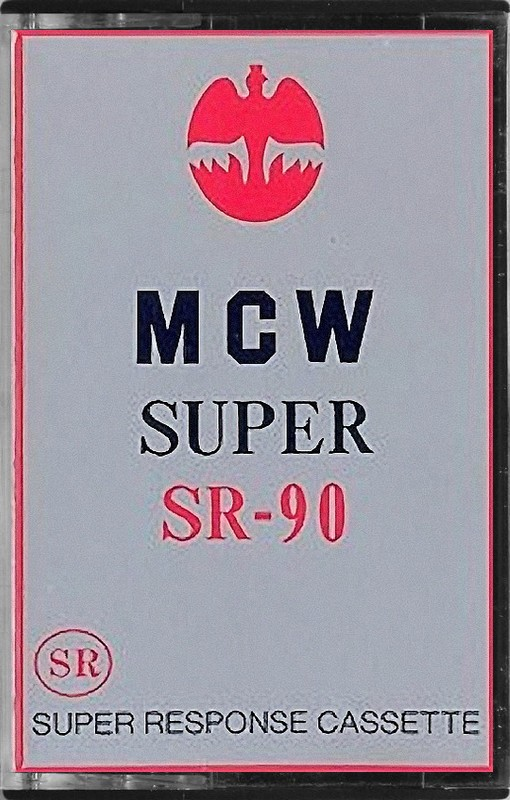 MCW
SUPER
SR-90
SR
SUPER RESPONSE CASSETTE